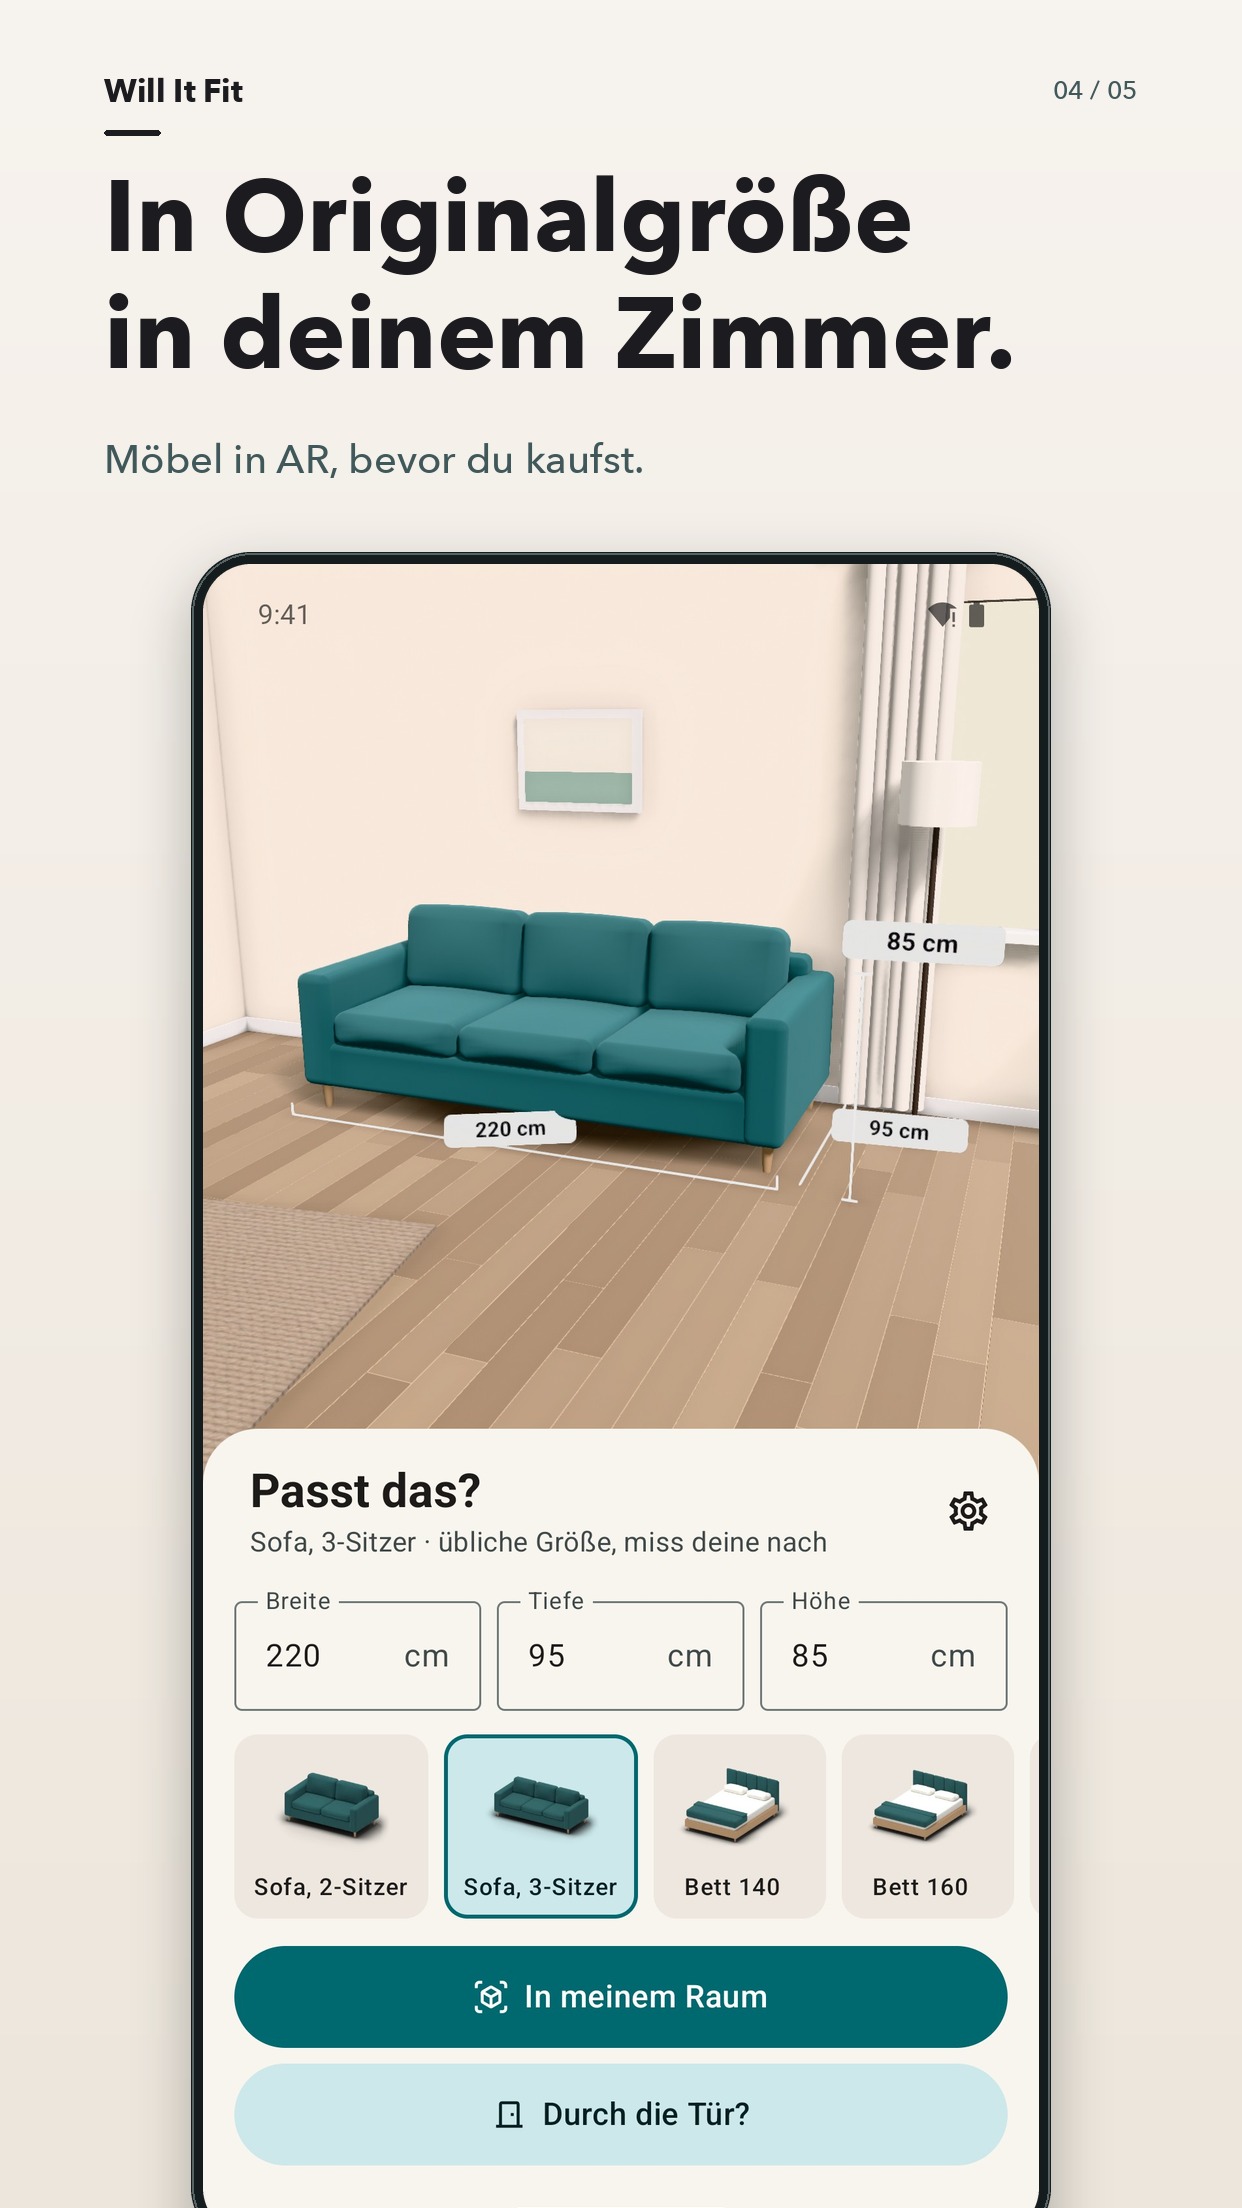 Will It Fit
04 / 05
In Originalgröße
in deinem Zimmer.
Möbel in AR, bevor du kaufst.
9:41
85 cm
220 cm
95 cm
Passt das?
Sofa, 3-Sitzer · übliche Größe, miss deine nach
Breite
Tiefe
Höhe
220 cm
95 cm
85 cm
Sofa, 2-Sitzer
Sofa, 3-Sitzer
Bett 140
Bett 160
In meinem Raum
Durch die Tür?